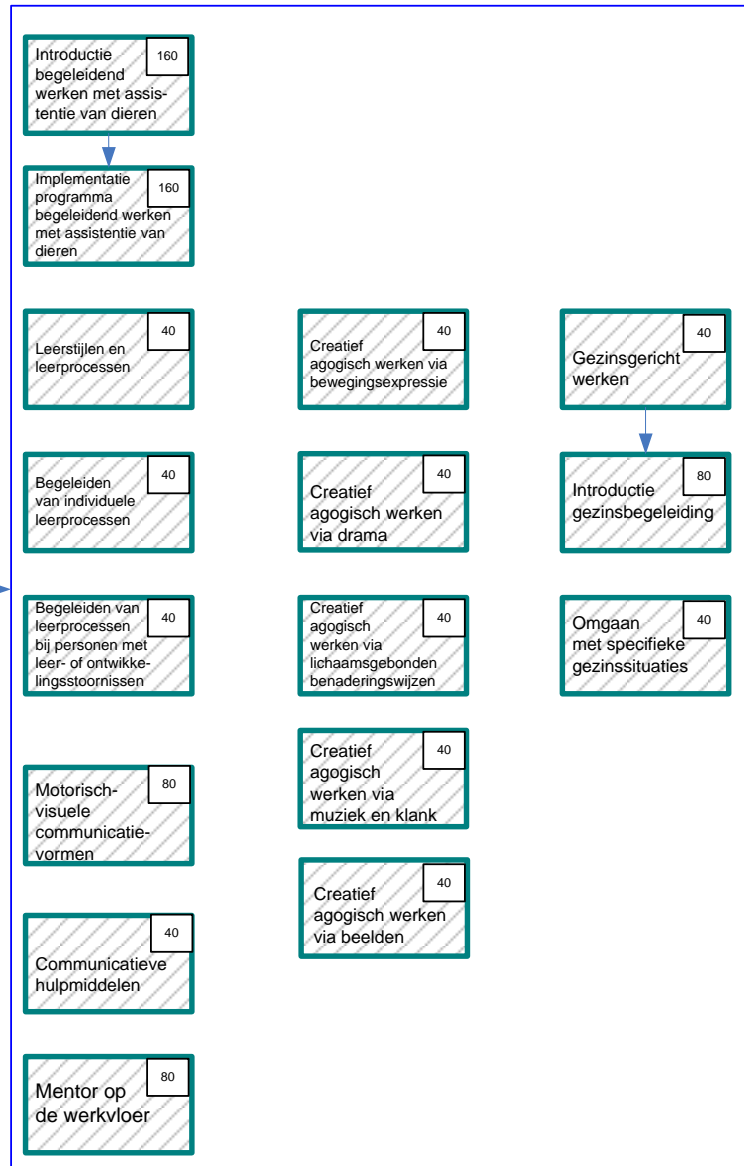 Introductie
begeleidend
werken met assis-
tentie van dieren
160
Implementatie
programma
begeleidend werken
met assistentie van
dieren
160
Leerstijlen en
leerprocessen
40
Creatief
agogisch werken via
bewegingsexpressie
40
Gezinsgericht
werken
40
Begeleiden
van individuele
leerprocessen
40
Creatief
agogisch werken
via drama
40
Introductie
gezinsbegeleiding
80
Begeleiden van
leerprocessen
bij personen met
leer- of ontwikke-
lingsstoornissen
40
Creatief
agogisch
werken via
lichaamsgebonden
benaderingswijzen
40
Omgaan
met specifieke
gezinssituaties
40
Motorisch-
visuele
communicatie-
vormen
80
Creatief
agogisch
werken via
muziek en klank
40
Creatief
agogisch werken
via beelden
40
Communicatieve
hulpmiddelen
40
Mentor op
de werkvloer
80